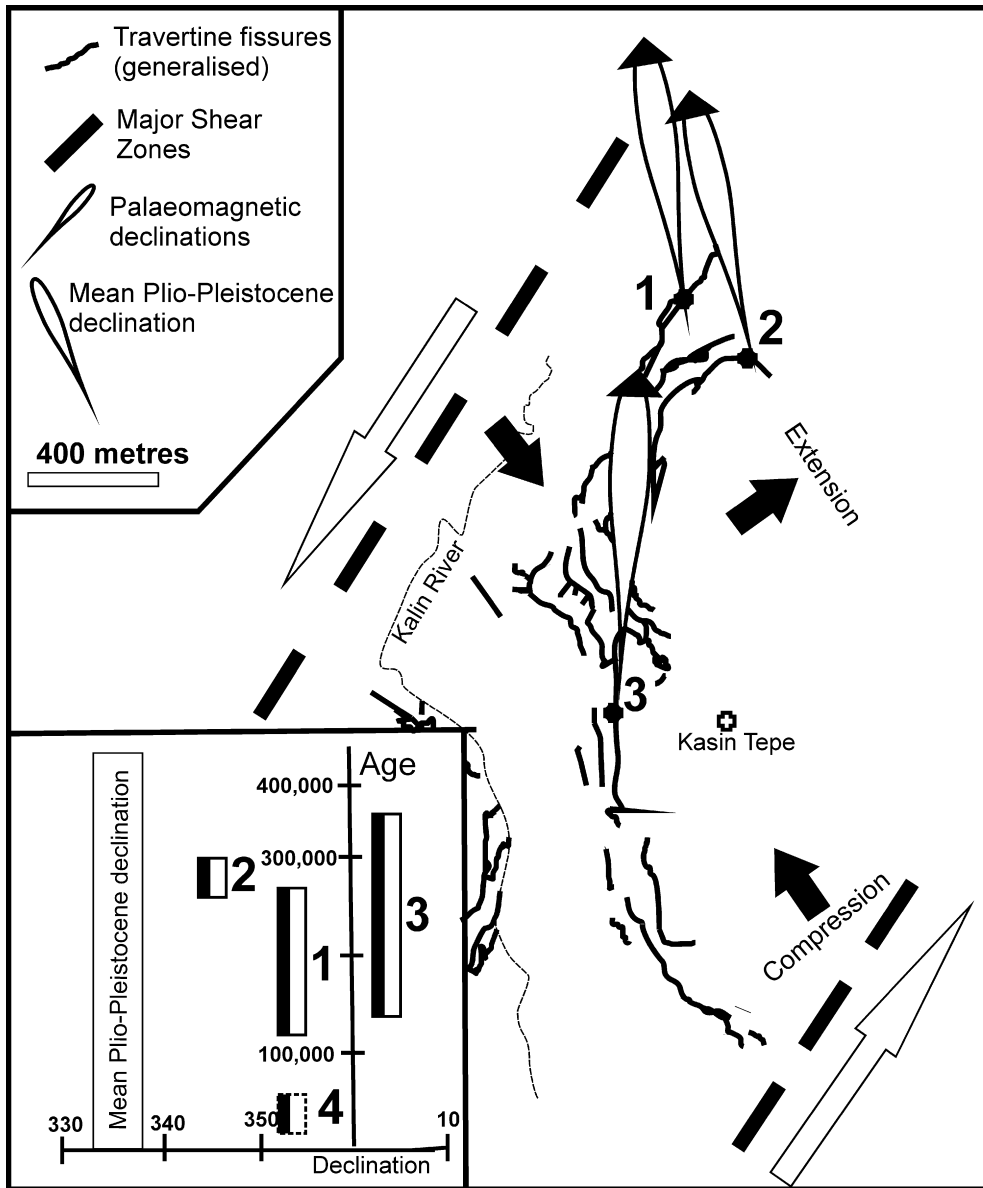 Travertine fissures
(generalised)
Major Shear
Zones
Palaeomagnetic
declinations
Mean Plio-Pleistocene
declination
400 metres
1
2
Extension
Kalin River
3
Kasin Tepe
Compression
Age
400,000
300,000
100,000
Mean Plio-Pleistocene declination
2
1
3
4
330
340
350
10
Declination